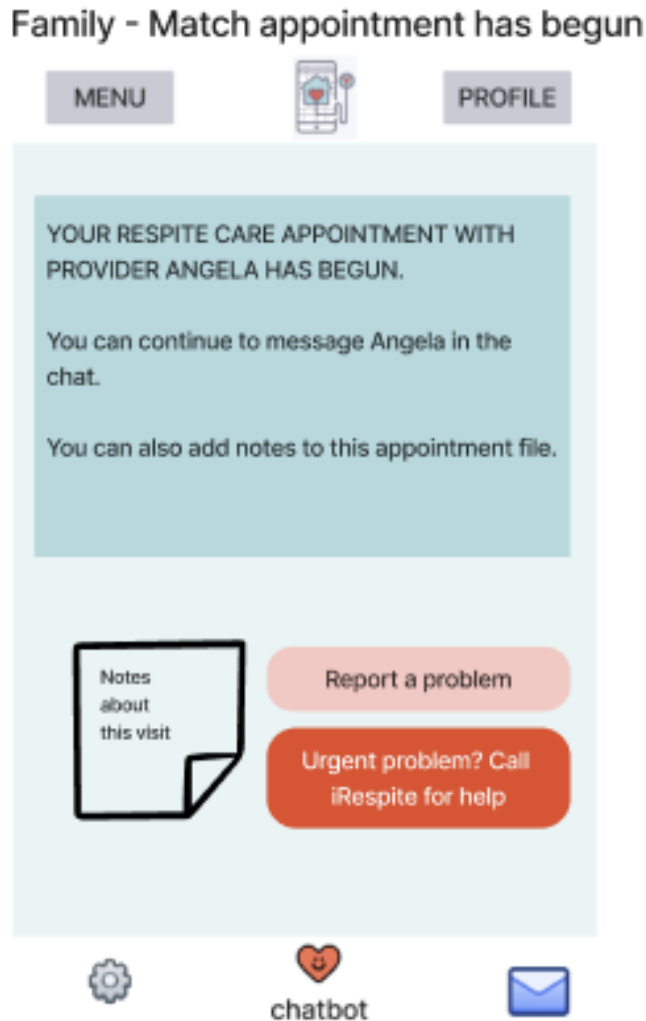 Family - Match appointment has begun
MENU
PROFILE
YOUR RESPITE CARE APPOINTMENT WITH
PROVIDER ANGELA HAS BEGUN.
You can continue to message Angela in the
chat.
You can also add notes to this appointment file.
Notes
about
this visit
Report a problem
Urgent problem? Call
iRespite for help
chatbot